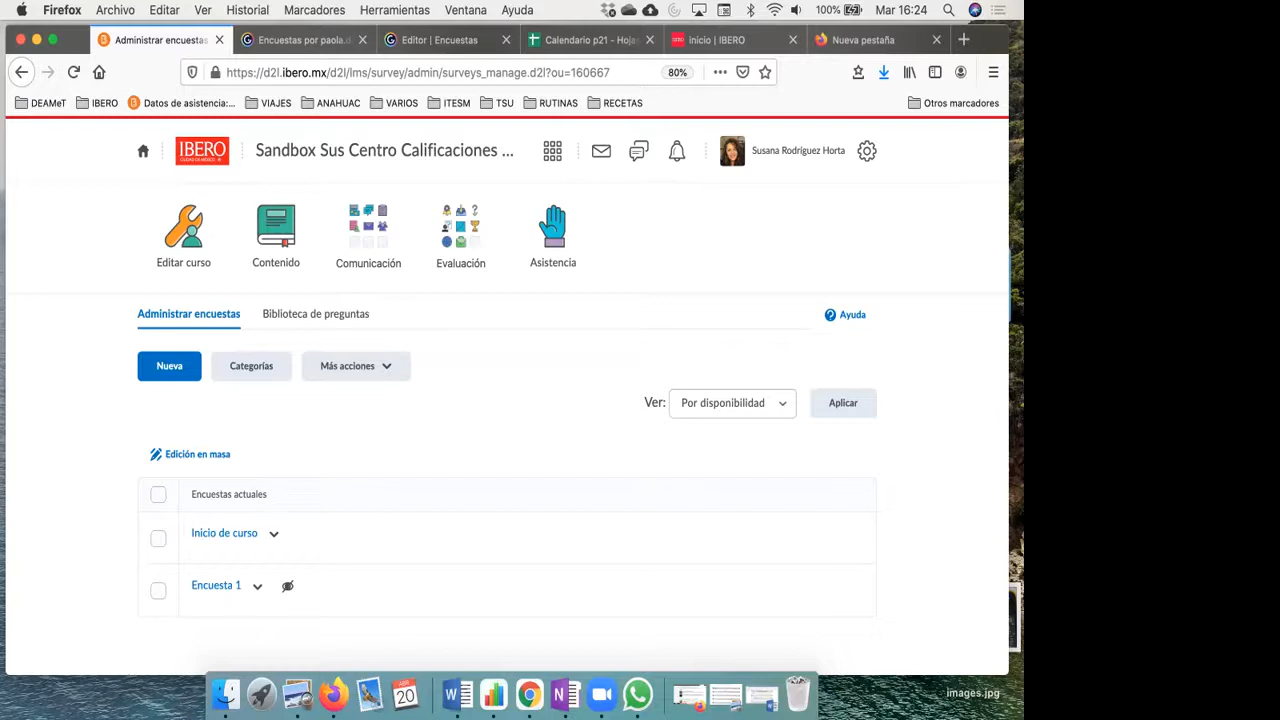 Firefox Archivo Editar Ver Historial Marcadores Herramientas Ventana Ayuda 100% Mar 16:24
Administrar encuestas Encuestas por paola.d Editor | Encuestas Calendario p21 - Hoja inicio | IBERO Nueva pestaña
https://d2l.ibero.mx/d2l/lms/survey/admin/surveys_manage.d2l?ou=160667 80%
DEAMeT IBERO Datos de asistencia:... VIAJES ANAHUAC VARIOS ITESM TSU RUTINAS RECETAS Otros marcadores
IBERO
CIUDAD DE MÉXICO
Sandbox Sus Centro Calificaciones ... Susana Rodríguez Horta
Editar curso Contenido Comunicación Evaluación Asistencia
Administrar encuestas Biblioteca de preguntas Ayuda
Nueva Categorías Más acciones
Ver: Por disponibilidad Aplicar
Edición en masa
Encuestas actuales
Inicio de curso
Encuesta 1
20
images.jpg